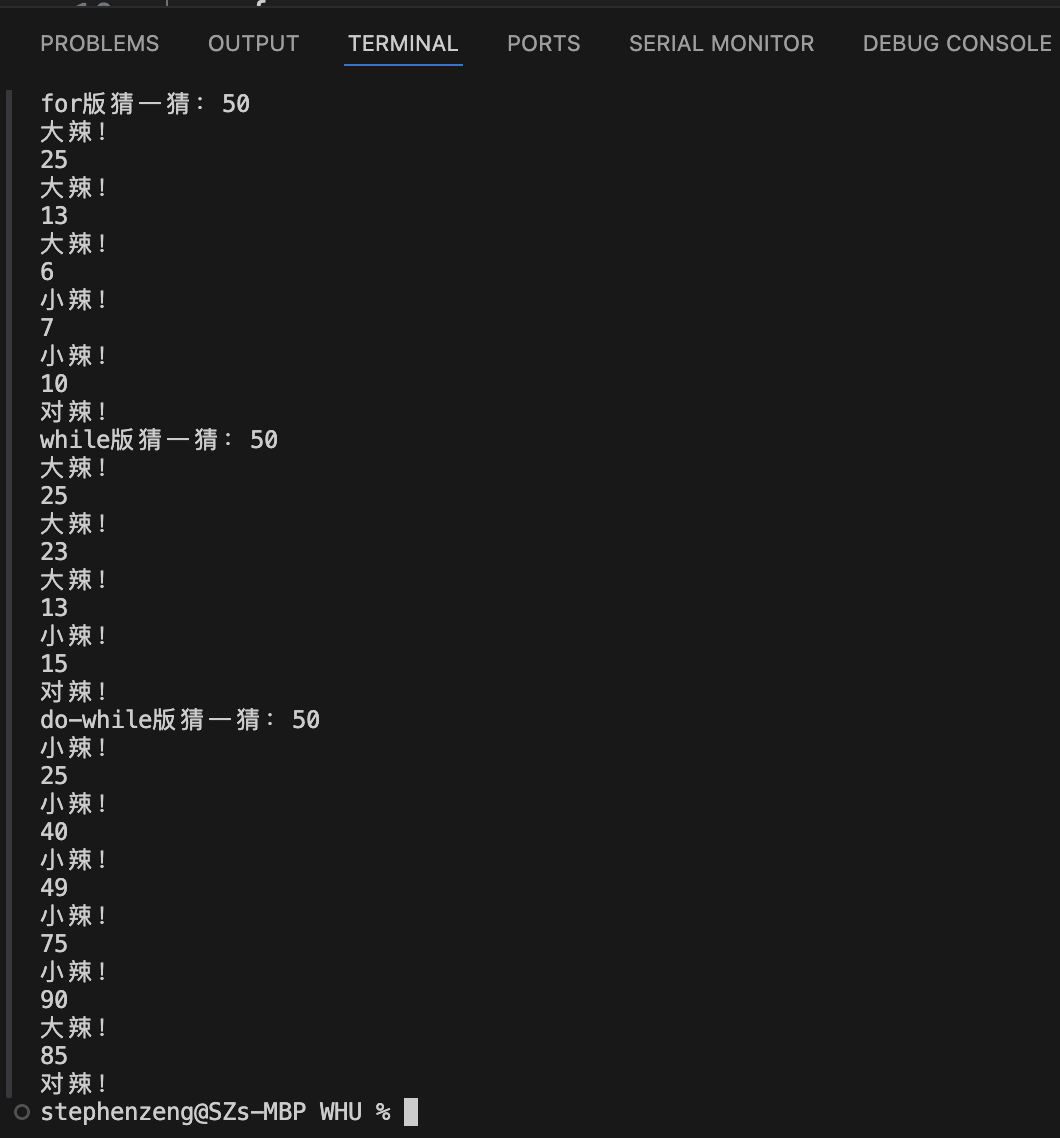 PROBLEMS OUTPUT TERMINAL PORTS SERIAL MONITOR DEBUG CONSOLE
for版猜一猜：50
大辣！
25
大辣！
13
大辣！
6
小辣！
7
小辣！
10
对辣！
while版猜一猜：50
大辣！
25
大辣！
23
大辣！
13
小辣！
15
对辣！
do-while版猜一猜：50
小辣！
25
小辣！
40
小辣！
49
小辣！
75
小辣！
90
大辣！
85
对辣！
stephenzeng@SZs-MBP WHU %